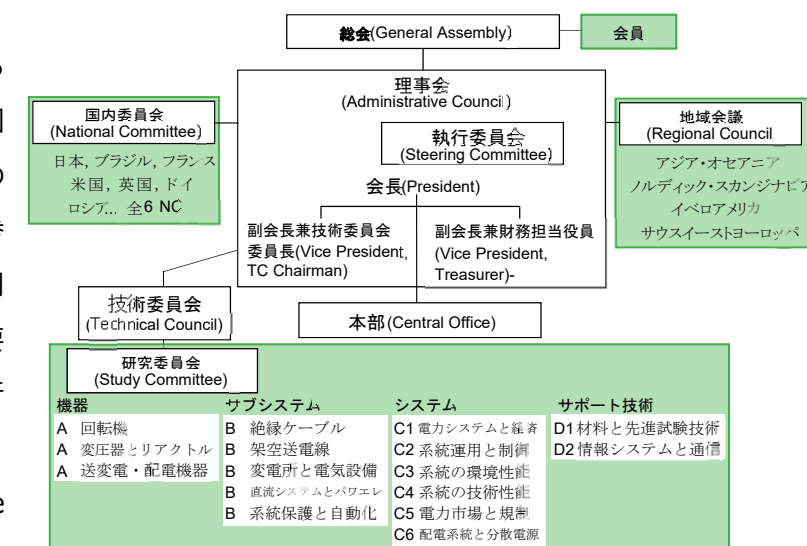 総会(General Assembly)
会員
理事会
(Administrative Council)
国内委員会
(National Committee)
日本, ブラジル, フランス
米国, 英国, ドイ
ロシア... 全6 NC
執行委員会
(Steering Committee)
会長(President)
地域会議
(Regional Council
アジア・オセアニア
ノルディック・スカンジナビア
イベロアメリカ
サウスイーストヨーロッパ
副会長兼技術委員会
委員長(Vice President,
TC Chairman)
副会長兼財務担当役員
(Vice President,
Treasurer)-
技術委員会
(Technical Council)
本部(Central Office)
研究委員会
(Study Committee)
機器
A 回転機
A 変圧器とリアクトル
A 送変電・配電機器
サブシステム
B 絶縁ケーブル
B 架空送電線
B 変電所と電気設備
B 直流システムとパワエレ
B 系統保護と自動化
システム
C1 電力システムと経済
C2 系統運用と制御
C3 系統の環境性能
C4 系統の技術性能
C5 電力市場と規制
C6 配電系統と分散電源
サポート技術
D1 材料と先進試験技術
D2 情報システムと通信
e